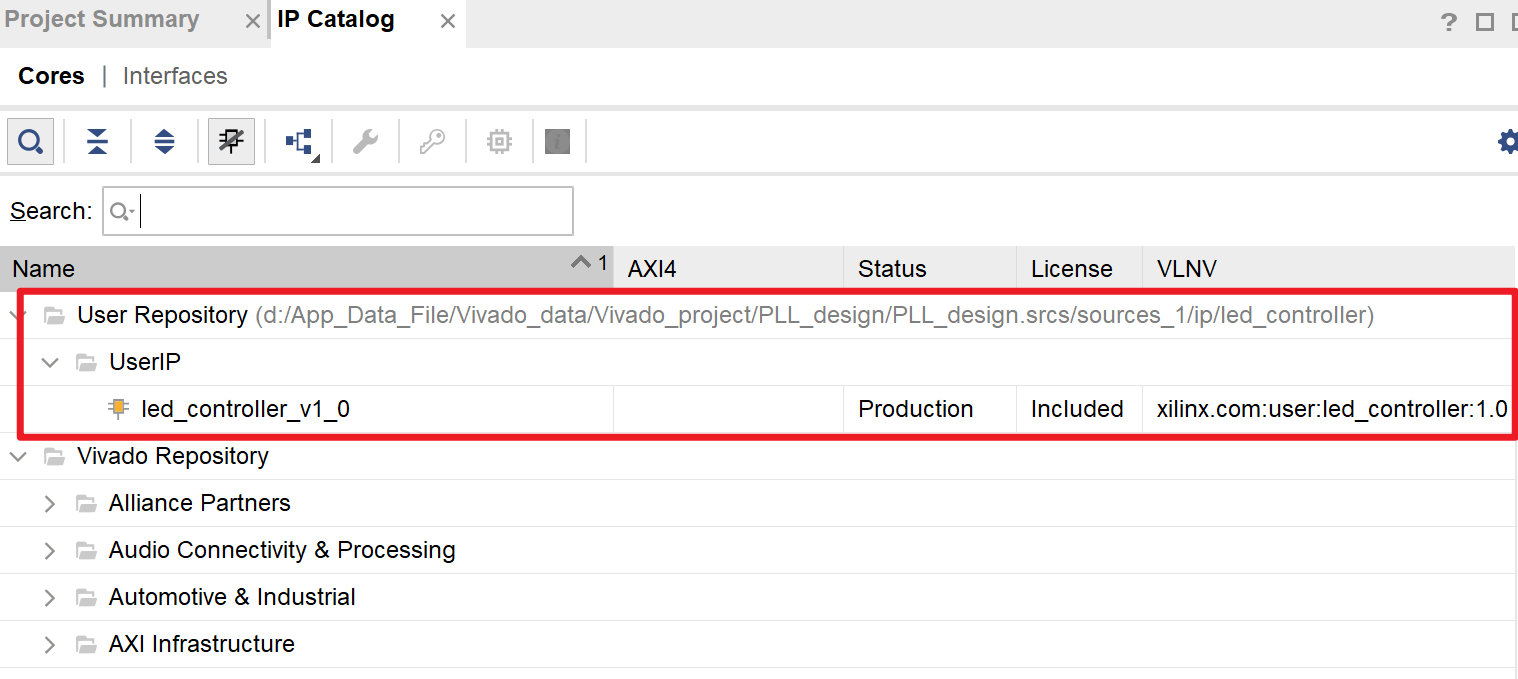 Project Summary
IP Catalog
Cores | Interfaces
Search:
Name 1 AXI4 Status License VLNV
User Repository (d:/App_Data_File/Vivado_data/Vivado_project/PLL_design/PLL_design.srcs/sources_1/ip/led_controller)
UserIP
led_controller_v1_0 Production Included xilinx.com:user:led_controller:1.0
Vivado Repository
Alliance Partners
Audio Connectivity & Processing
Automotive & Industrial
AXI Infrastructure